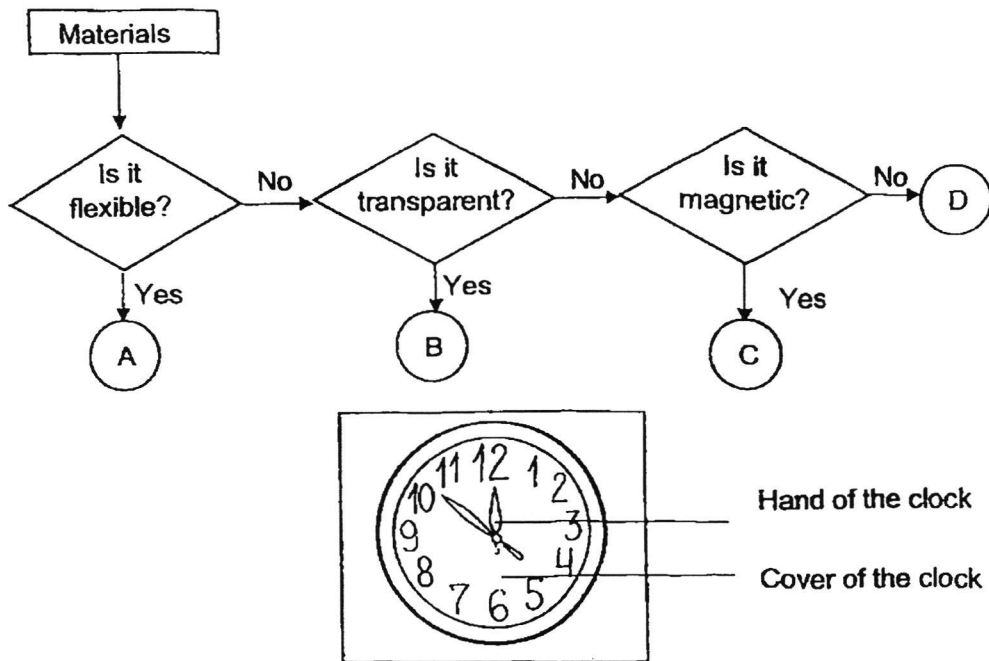 Materials
Is it
flexible?
No
Is it
transparent?
No
Is it
magnetic?
No
D
Yes
A
Yes
B
Yes
C
12
1
2
3
4
5
6
7
8
9
10
11
Hand of the clock
Cover of the clock